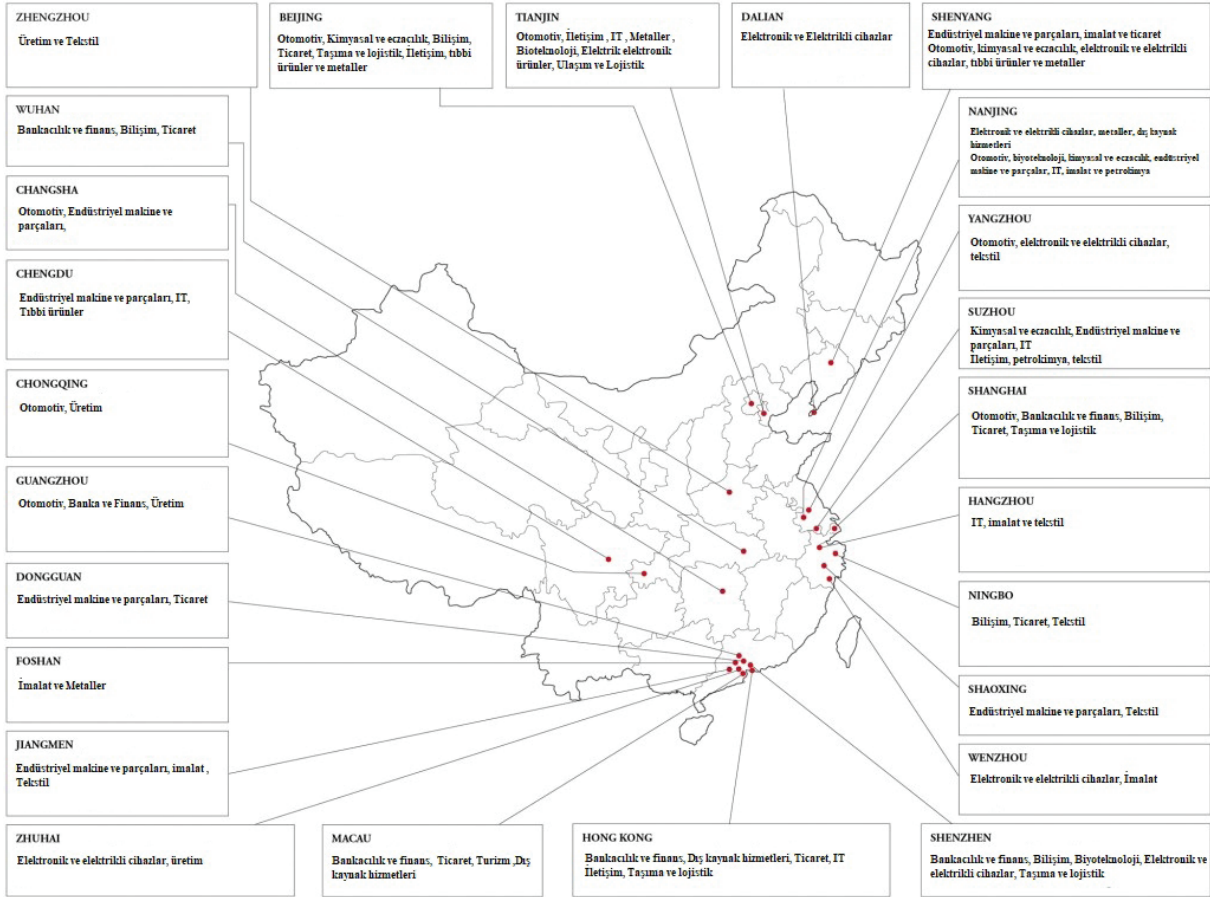 ZHENGZHOU
Üretim ve Tekstil
BEIJING
Otomotiv, Kimyasal ve eczacılık, Bilişim,
Ticaret, Taşıma ve lojistik, İletişim, tıbbi
ürünler ve metaller
TIANJIN
Otomotiv, İletişim , IT , Metaller ,
Bioteknoloji, Elektrik elektronik
ürünler, Ulaşım ve Lojistik
DALIAN
Elektronik ve Elektrikli cihazlar
SHENYANG
Endüstriyel makine ve parçaları, imalat ve ticaret
Otomotiv, kimyasal ve eczacılık, elektronik ve elektrikli
cihazlar, tıbbi ürünler ve metaller
WUHAN
Bankacılık ve finans, Bilişim, Ticaret
CHANGSHA
Otomotiv, Endüstriyel makine ve
parçaları,
CHENGDU
Endüstriyel makine ve parçaları, IT,
Tıbbi ürünler
CHONGQING
Otomotiv, Üretim
GUANGZHOU
Otomotiv, Banka ve Finans, Üretim
DONGGUAN
Endüstriyel makine ve parçaları, Ticaret
FOSHAN
İmalat ve Metaller
JIANGMEN
Endüstriyel makine ve parçaları, imalat ,
Tekstil
NANJING
Elektronik ve elektrikli cihazlar, metaller, dış kaynak
hizmetleri
Otomotiv, biyoteknoloji, kimyasal ve eczacılık, endüstriyel
makine ve parçalar, IT, imalat ve petrokimya
YANGZHOU
Otomotiv, elektronik ve elektrikli cihazlar,
tekstil
SUZHOU
Kimyasal ve eczacılık, Endüstriyel makine ve
parçaları, IT
Iletişim, petrokimya, tekstil
SHANGHAI
Otomotiv, Bankacılık ve finans, Bilişim,
Ticaret, Taşıma ve lojistik
HANGZHOU
IT, imalat ve tekstil
NINGBO
Bilişim, Ticaret, Tekstil
SHAOXING
Endüstriyel makine ve parçaları, Tekstil
WENZHOU
Elektronik ve elektrikli cihazlar, İmalat
ZHUHAI
Elektronik ve elektrikli cihazlar, üretim
MACAU
Bankacılık ve finans, Ticaret, Turizm ,Dış
kaynak hizmetleri
HONG KONG
Bankacılık ve finans, Dış kaynak hizmetleri, Ticaret, IT
İletişim, Taşıma ve lojistik
SHENZHEN
Bankacılık ve finans, Bilişim, Biyoteknoloji, Elektronik ve
elektrikli cihazlar, Taşıma ve lojistik